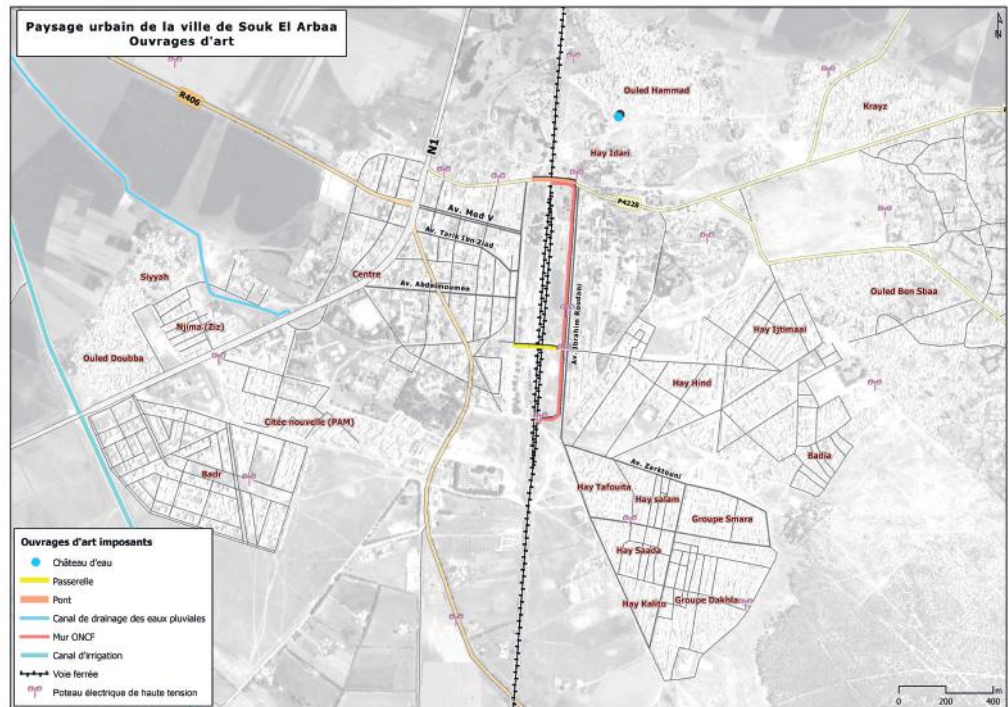 Paysage urbain de la ville de Souk El Arbaa
Ouvrages d'art
N
R406
N1
Ouled Hammad
Krayz
Hay Idari
Av. Med V
P4228
Av. Tarik Ibn Ziad
Siyyah
Centre
Av. Abdelmoumen
Ouled Ben Sbaa
Njima (Ziz)
Av. Ibrahim Roudani
Hay Ijtimaai
Ouled Doubba
Hay Hind
Citée nouvelle (PAM)
Badia
Badr
Av. Zerktouni
Hay Tafouita
Hay salam
Groupe Smara
Hay Saada
Hay Kalito
Groupe Dakhla
Ouvrages d'art imposants
Château d'eau
Passerelle
Pont
Canal de drainage des eaux pluviales
Mur ONCF
Canal d'irrigation
Voie ferrée
Poteau électrique de haute tension
m
0 200 400